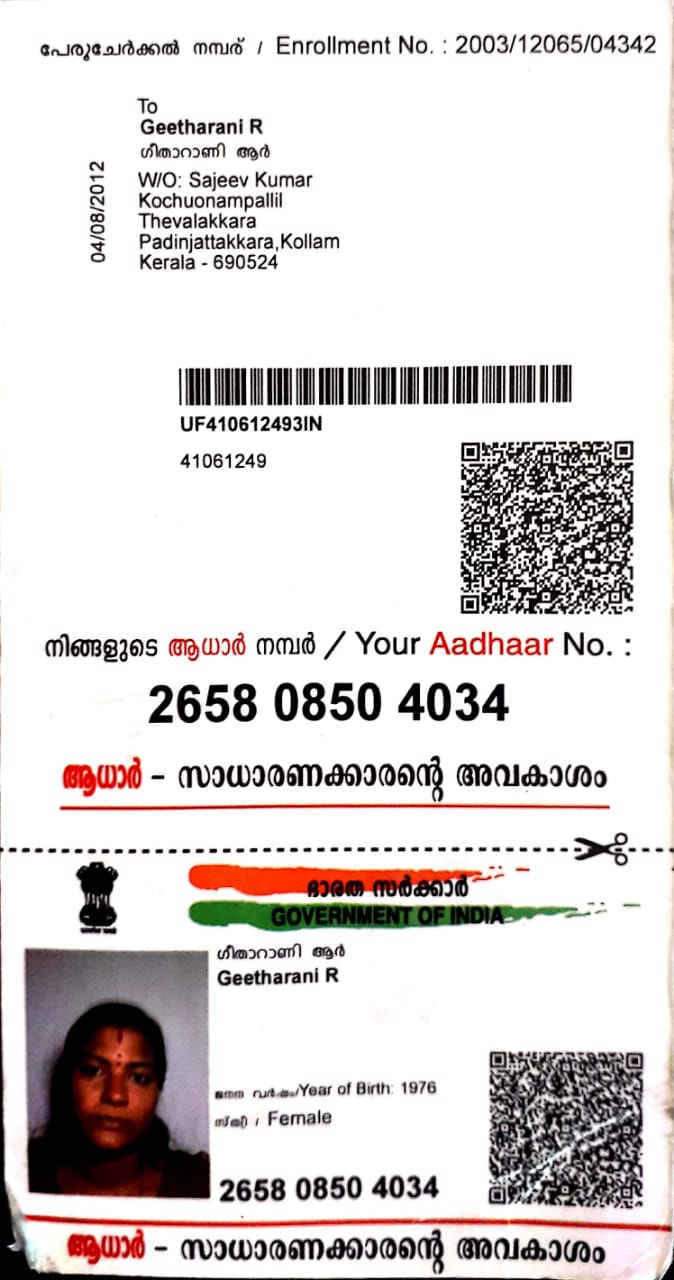 പേരുചേർക്കൽ നമ്പര് / Enrollment No. : 2003/12065/04342
To
Geetharani R
ഗീതാറാണി ആർ
W/O: Sajeev Kumar
Kochuonampallil
Thevalakkara
Padinjattakkara,Kollam
Kerala - 690524
04/08/2012
UF410612493IN
41061249
നിങ്ങളുടെ ആധാർ നമ്പർ / Your Aadhaar No. :
2658 0850 4034
ആധാർ – സാധാരണക്കാരന്റെ അവകാശം
ഭാരത സർക്കാർ
GOVERNMENT OF INDIA
ഗീതാറാണി ആർ
Geetharani R
ജനന വർഷം/Year of Birth: 1976
സ്ത്രീ / Female
2658 0850 4034
ആധാർ – സാധാരണക്കാരന്റെ അവകാശം